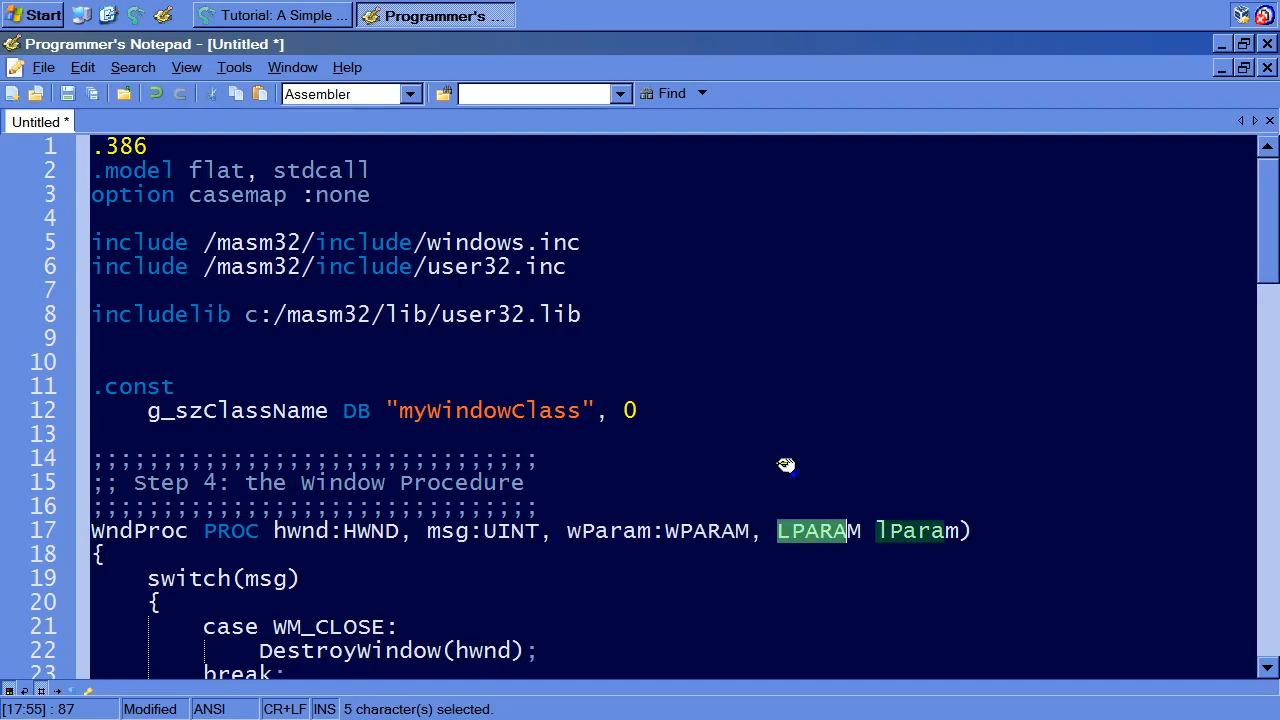 Start
Tutorial: A Simple ...
Programmer's ...
Programmer's Notepad - [Untitled *]
File Edit Search View Tools Window Help
Assembler
Find
Untitled *
1 .386
2 .model flat, stdcall
3 option casemap :none
4
5 include /masm32/include/windows.inc
6 include /masm32/include/user32.inc
7
8 includelib c:/masm32/lib/user32.lib
9
10
11 .const
12 g_szClassName DB "myWindowClass", 0
13
14 ;;;;;;;;;;;;;;;;;;;;;;;;;;;;;;;;
15 ;; Step 4: the Window Procedure
16 ;;;;;;;;;;;;;;;;;;;;;;;;;;;;;;;;
17 WndProc PROC hwnd:HWND, msg:UINT, wParam:WPARAM, LPARAM lParam)
18 {
19 switch(msg)
20 {
21 case WM_CLOSE:
22 DestroyWindow(hwnd);
23 break;
[17:55] : 87 Modified ANSI CR+LF INS 5 character(s) selected.